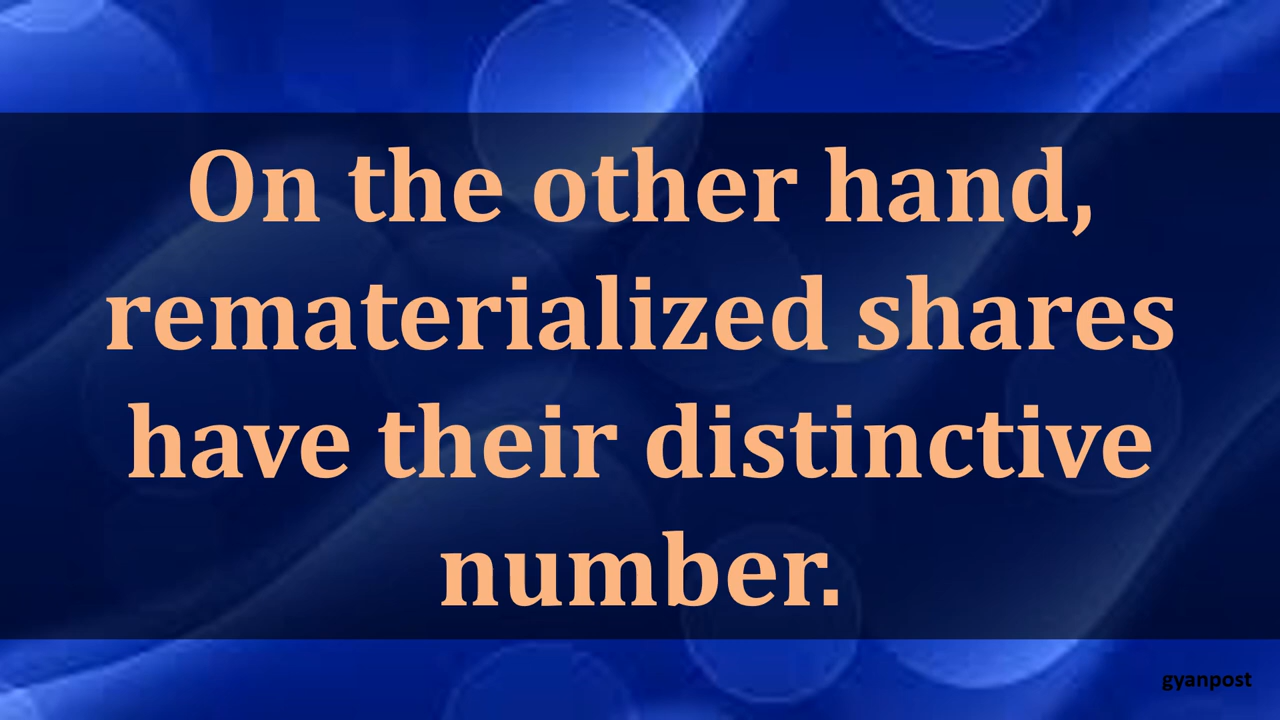 On the other hand,
rematerialized shares
have their distinctive
number.
gyanpost